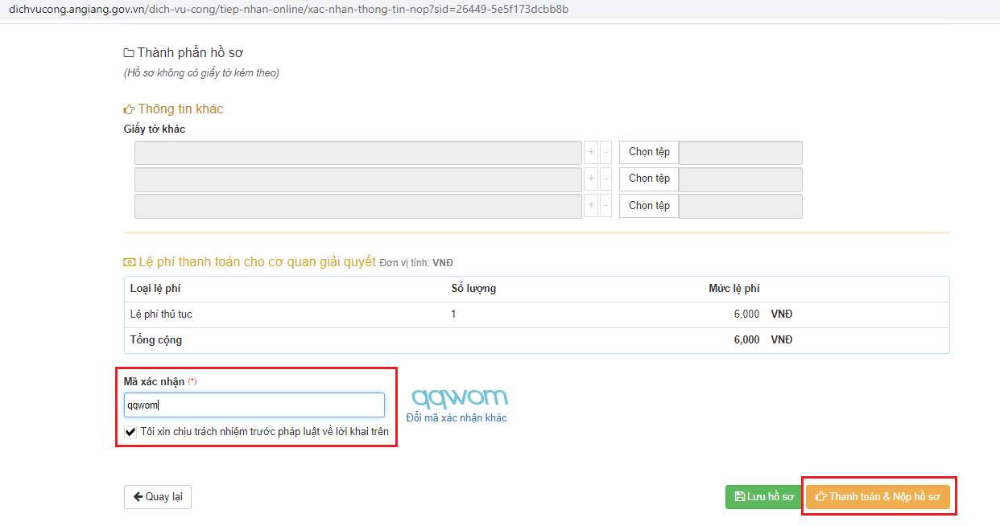 dichvucong.angiang.gov.vn/dich-vu-cong/tiep-nhan-online/xac-nhan-thong-tin-nop?sid=26449-5e5f173dcbb8b
Thành phần hồ sơ
(Hồ sơ không có giấy tờ kèm theo)
Thông tin khác
Giấy tờ khác
+ - Chọn tệp
+ - Chọn tệp
+ - Chọn tệp
Lệ phí thanh toán cho cơ quan giải quyết Đơn vị tính: VNĐ
Loại lệ phí Số lượng Mức lệ phí
Lệ phí thủ tục 1 6,000 VNĐ
Tổng cộng 6,000 VNĐ
Mã xác nhận (*)
qqwom qqwom
Đổi mã xác nhận khác
Tôi xin chịu trách nhiệm trước pháp luật về lời khai trên
Quay lại Lưu hồ sơ Thanh toán & Nộp hồ sơ